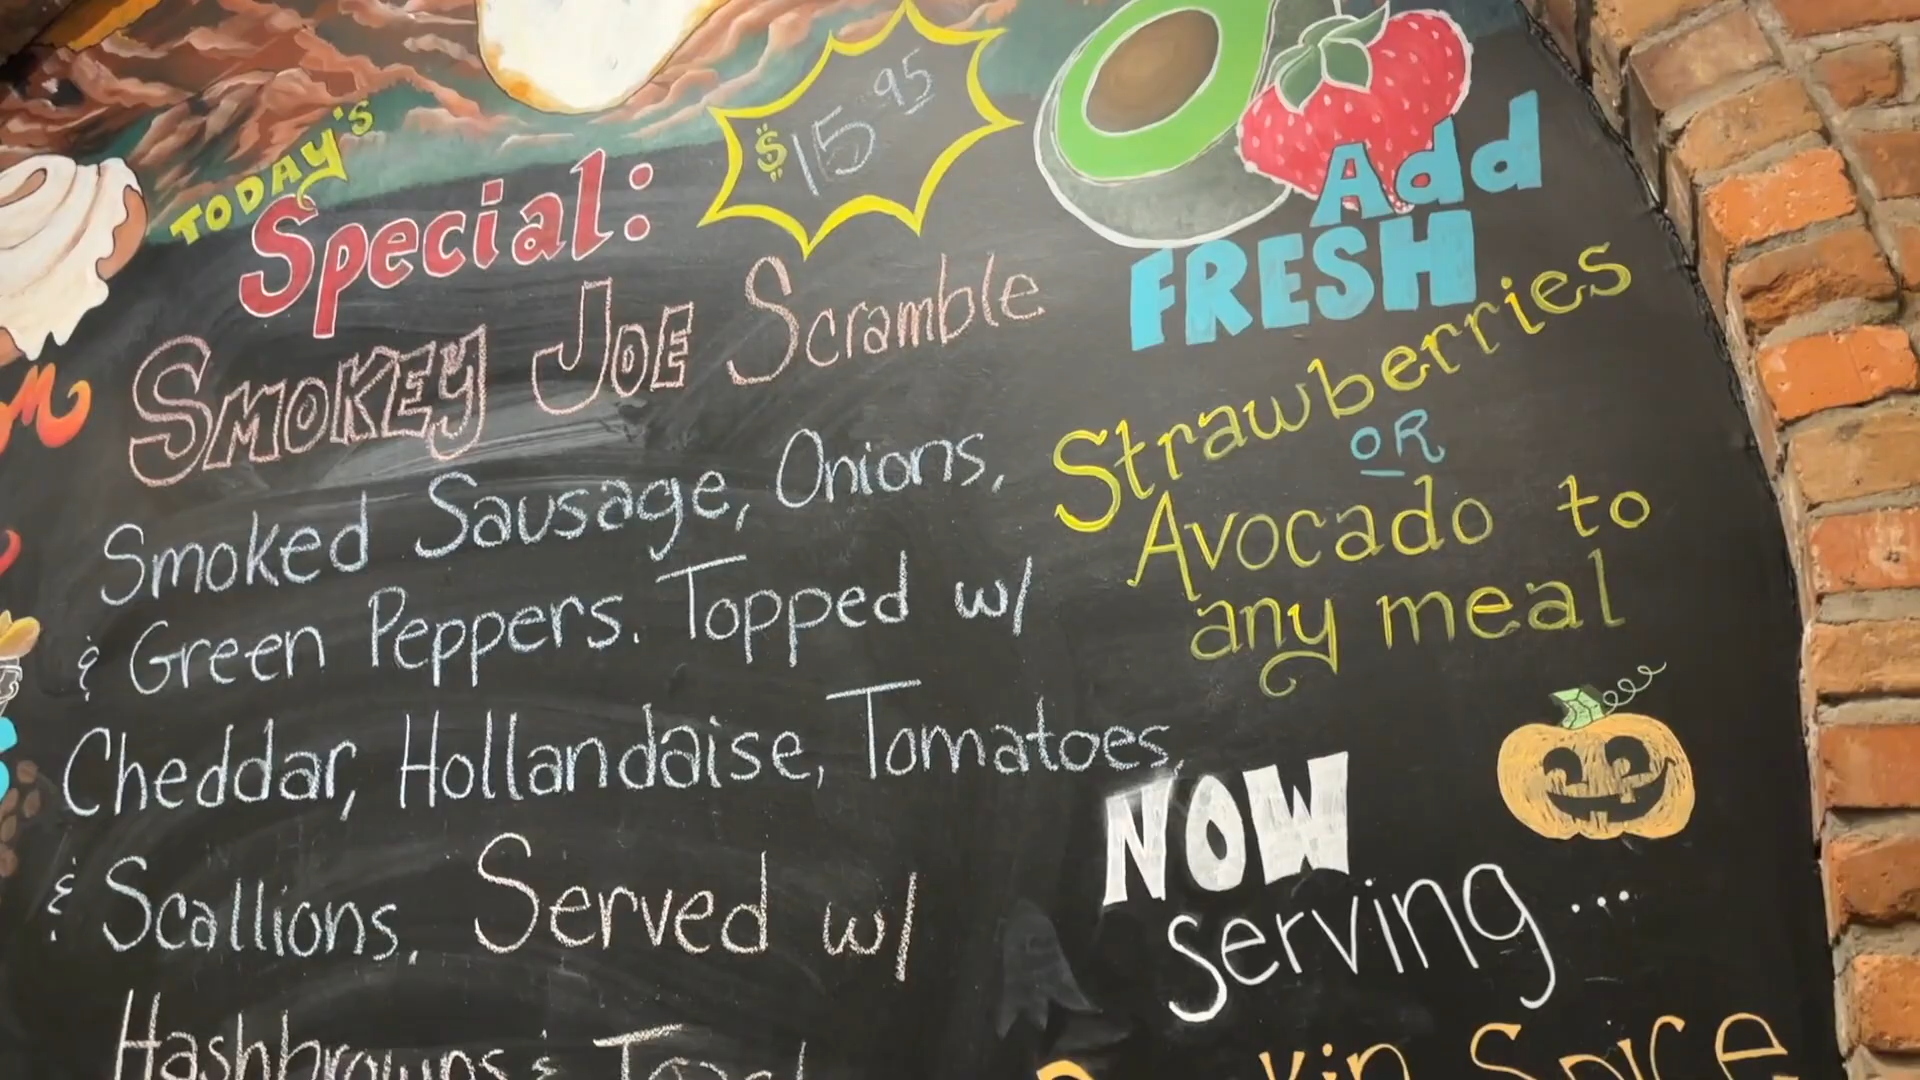 TODAY's
Special:
$15.95
SMOKEY JOE Scramble
Smoked Sausage, Onions,
& Green Peppers. Topped w/
Cheddar, Hollandaise, Tomatoes,
& Scallions. Served w/
Hashbrowns & Toast
Add
FRESH
Strawberries
OR
Avocado to
any meal
NOW
serving...
Pumpkin Spice